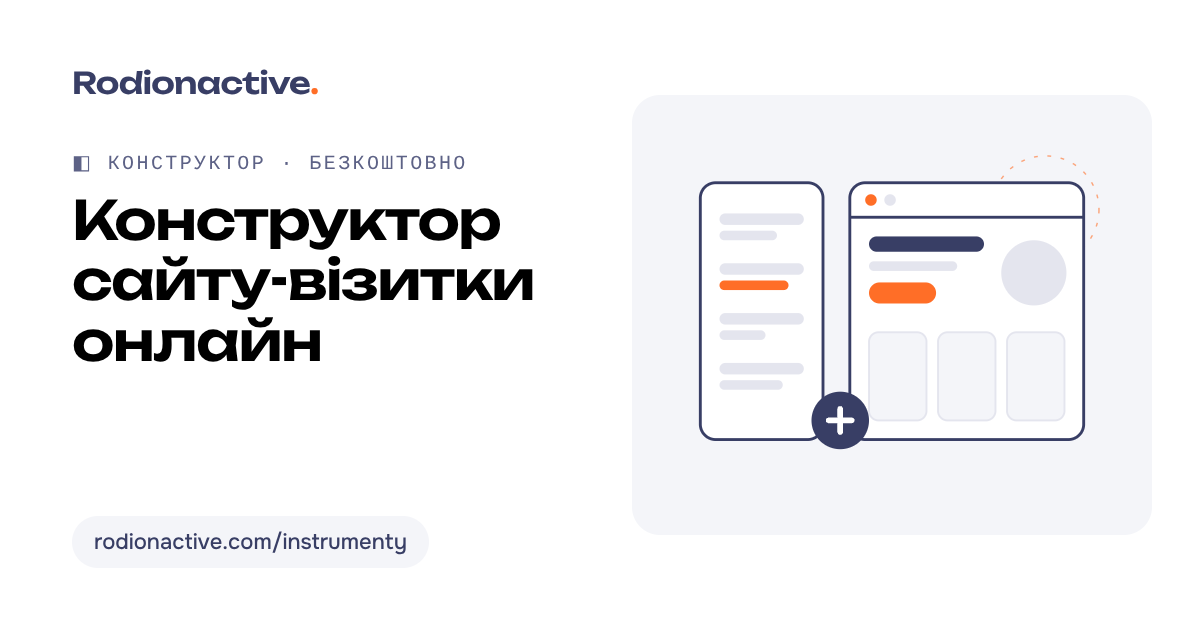 Rodionactive.
КОНСТРУКТОР · БЕЗКОШТОВНО
Конструктор
сайту-візитки
онлайн
rodionactive.com/instrumenty